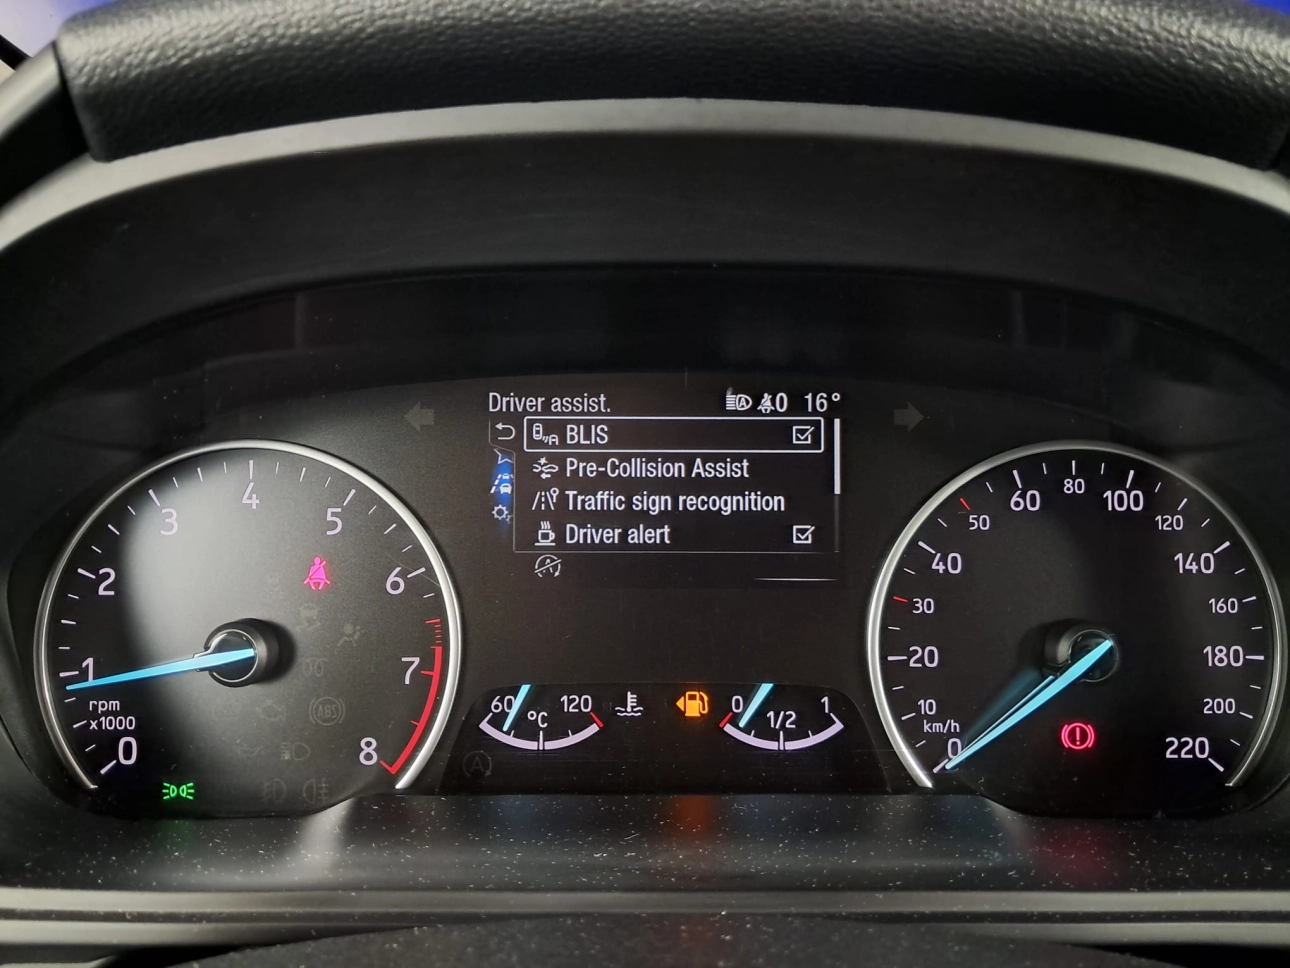 Driver assist. A 0 16°
BLIS
Pre-Collision Assist
Traffic sign recognition
Driver alert
0 1 2 3 4 5 6 7 8
rpm
x1000
ABS
A
60 °C 120
0 1/2 1
0 10 20 30 40 50 60 80 100 120 140 160 180 200 220
km/h